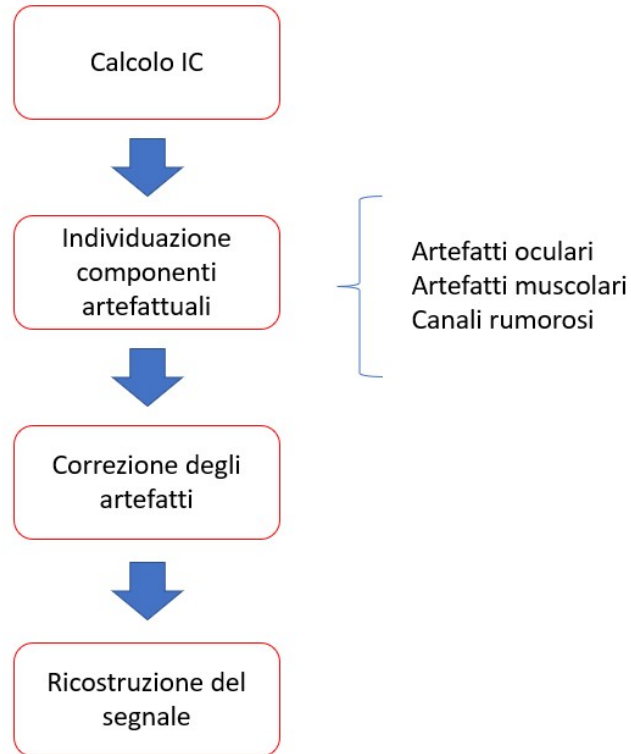 Calcolo IC
Individuazione
componenti
artefattuali
Artefatti oculari
Artefatti muscolari
Canali rumorosi
Correzione degli
artefatti
Ricostruzione del
segnale